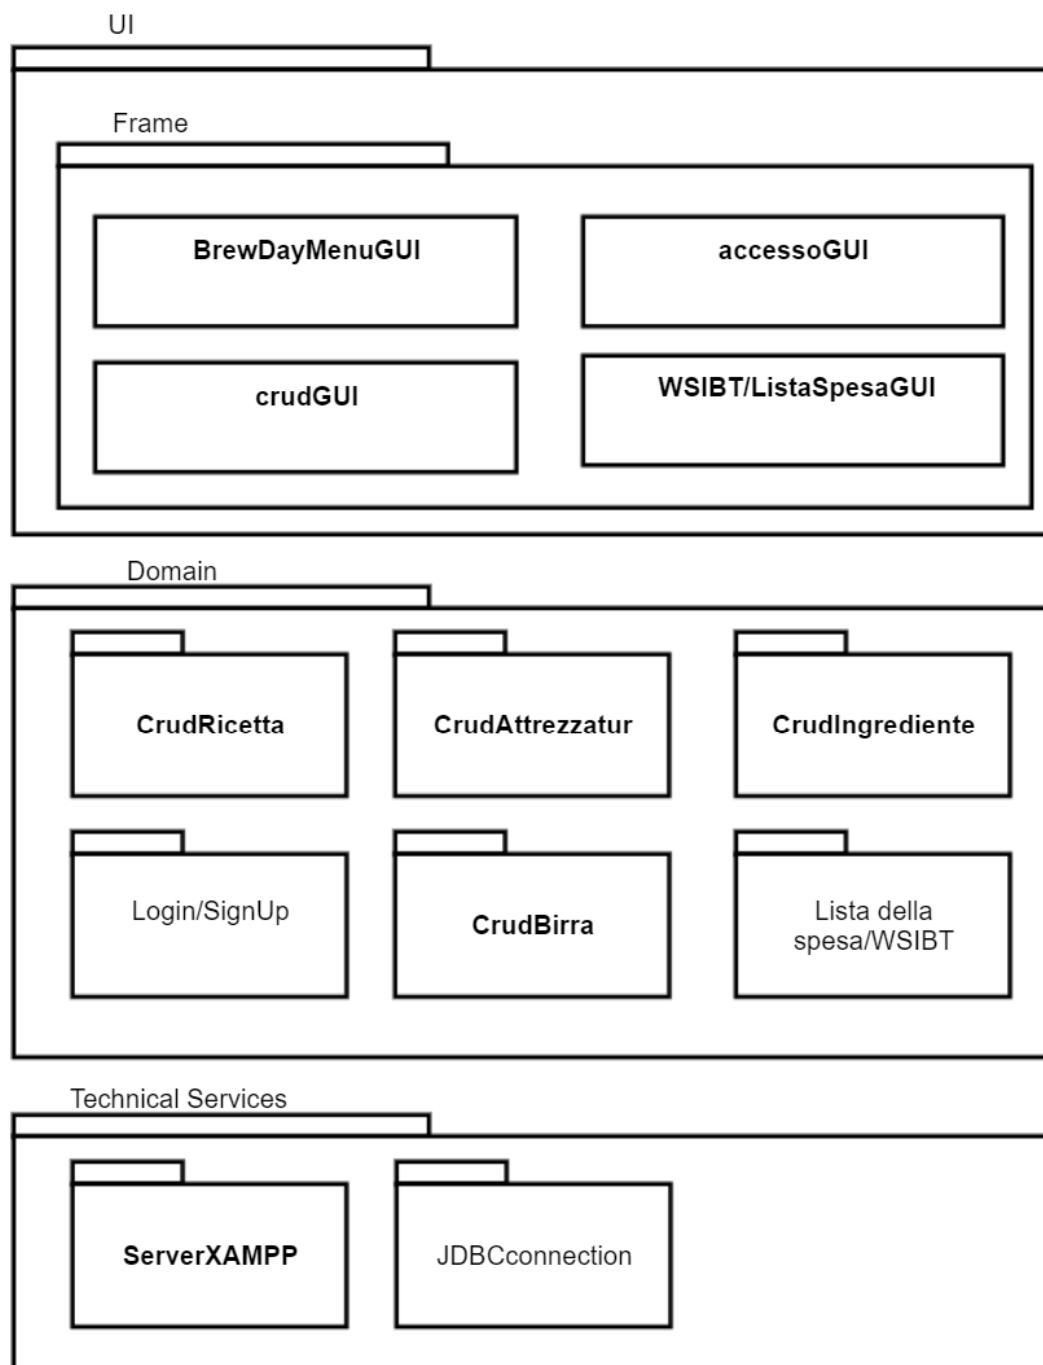 UI
Frame
BrewDayMenuGUI
accessoGUI
crudGUI
WSIBT/ListaSpesaGUI
Domain
CrudRicetta
CrudAttrezzatur
CrudIngrediente
Login/SignUp
CrudBirra
Lista della
spesa/WSIBT
Technical Services
ServerXAMPP
JDBCconnection